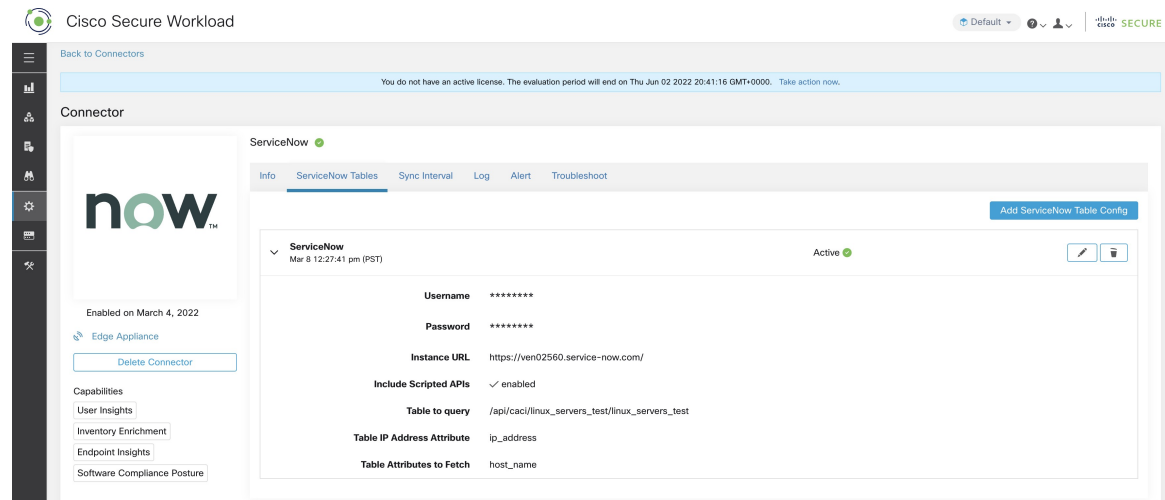 Cisco Secure Workload
Default
CISCO SECURE
Back to Connectors
You do not have an active license. The evaluation period will end on Thu Jun 02 2022 20:41:16 GMT+0000. Take action now.
Connector
now™
Enabled on March 4, 2022
Edge Appliance
Delete Connector
Capabilities
User Insights
Inventory Enrichment
Endpoint Insights
Software Compliance Posture
ServiceNow
Info ServiceNow Tables Sync Interval Log Alert Troubleshoot
Add ServiceNow Table Config
ServiceNow
Mar 8 12:27:41 pm (PST)
Active
Username ********
Password ********
Instance URL https://ven02560.service-now.com/
Include Scripted APIs ✓ enabled
Table to query /api/caci/linux_servers_test/linux_servers_test
Table IP Address Attribute ip_address
Table Attributes to Fetch host_name